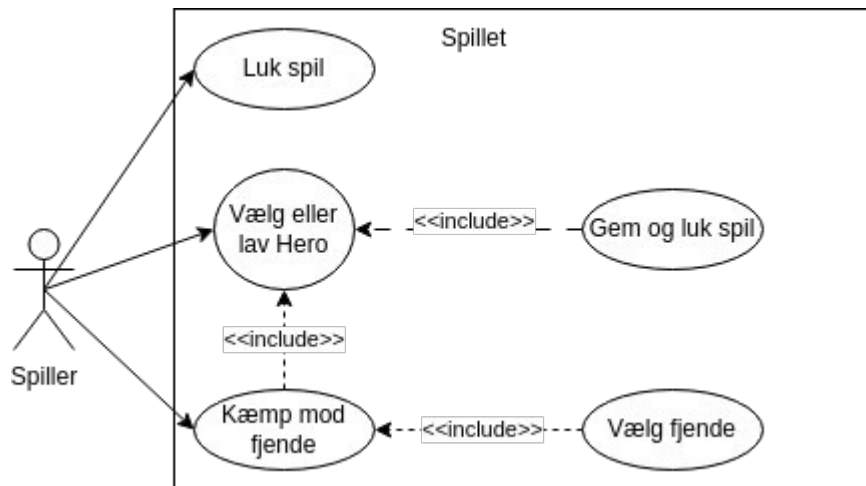 Spillet
Luk spil
Vælg eller
lav Hero
<<include>>
Gem og luk spil
<<include>>
Spiller
Kæmp mod
fjende
<<include>>
Vælg fjende